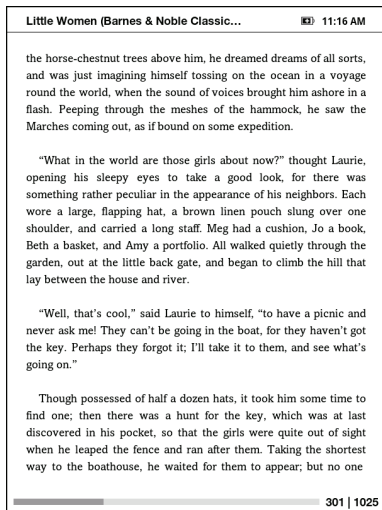 Little Women (Barnes & Noble Classic... 11:16 AM
the horse-chestnut trees above him, he dreamed dreams of all sorts,
and was just imagining himself tossing on the ocean in a voyage
round the world, when the sound of voices brought him ashore in a
flash. Peeping through the meshes of the hammock, he saw the
Marches coming out, as if bound on some expedition.
“What in the world are those girls about now?” thought Laurie,
opening his sleepy eyes to take a good look, for there was
something rather peculiar in the appearance of his neighbors. Each
wore a large, flapping hat, a brown linen pouch slung over one
shoulder, and carried a long staff. Meg had a cushion, Jo a book,
Beth a basket, and Amy a portfolio. All walked quietly through the
garden, out at the little back gate, and began to climb the hill that
lay between the house and river.
“Well, that’s cool,” said Laurie to himself, “to have a picnic and
never ask me! They can’t be going in the boat, for they haven’t got
the key. Perhaps they forgot it; I’ll take it to them, and see what’s
going on.”
Though possessed of half a dozen hats, it took him some time to
find one; then there was a hunt for the key, which was at last
discovered in his pocket, so that the girls were quite out of sight
when he leaped the fence and ran after them. Taking the shortest
way to the boathouse, he waited for them to appear; but no one
301 | 1025